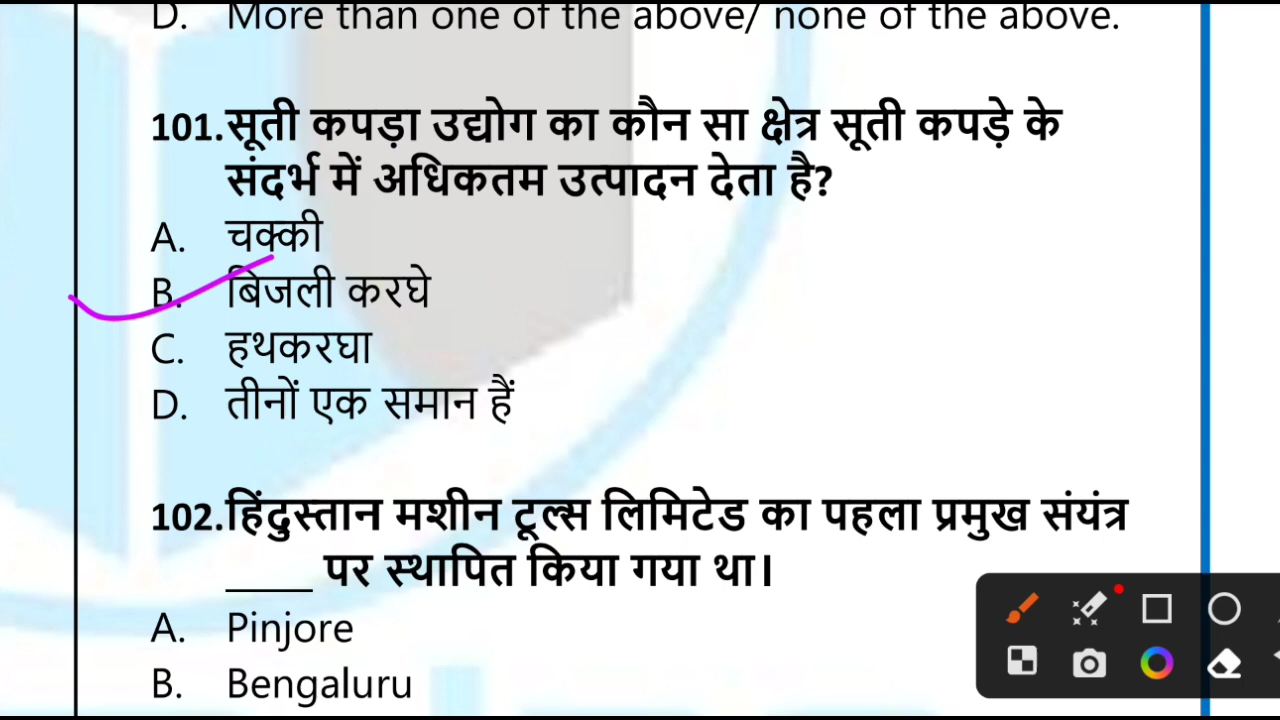 D. More than one of the above/ none of the above.
101.सूती कपड़ा उद्योग का कौन सा क्षेत्र सूती कपड़े के
संदर्भ में अधिकतम उत्पादन देता है?
A. चक्की
B. बिजली करघे
C. हथकरघा
D. तीनों एक समान हैं
102.हिंदुस्तान मशीन टूल्स लिमिटेड का पहला प्रमुख संयंत्र
____ पर स्थापित किया गया था।
A. Pinjore
B. Bengaluru